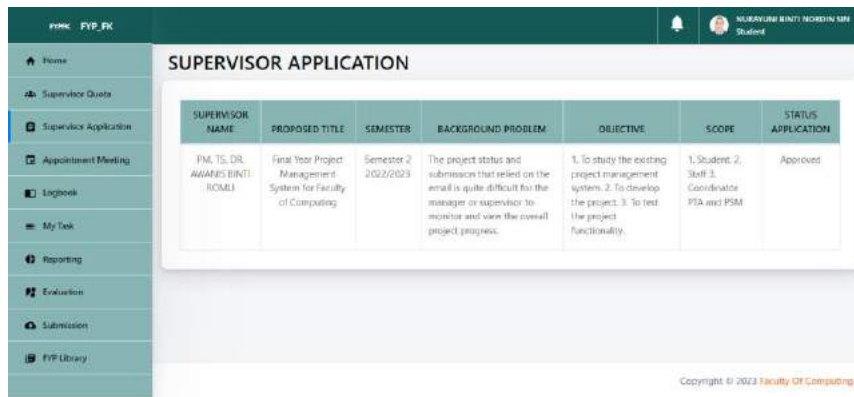 FYP_FK
NURAYUNI BINTI NORDIN SIN
Student
Home
Supervisor Quota
Supervisor Application
Appointment Meeting
Logbook
My Task
Reporting
Evaluation
Submission
FYP Library
SUPERVISOR APPLICATION
SUPERVISOR
NAME
PROPOSED TITLE
SEMESTER
BACKGROUND PROBLEM
OBJECTIVE
SCOPE
STATUS
APPLICATION
PM. TS. DR.
AWANIS BINTI
ROMLI
Final Year Project
Management
System for Faculty
of Computing
Semester 2
2022/2023
The project status and
submission that relied on the
email is quite difficult for the
manager or supervisor to
monitor and view the overall
project progress.
1. To study the existing
project management
system. 2. To develop
the project. 3. To test
the project
functionality.
1. Student. 2.
Staff 3.
Coordinator
PTA and PSM
Approved
Copyright © 2023 Faculty Of Computing